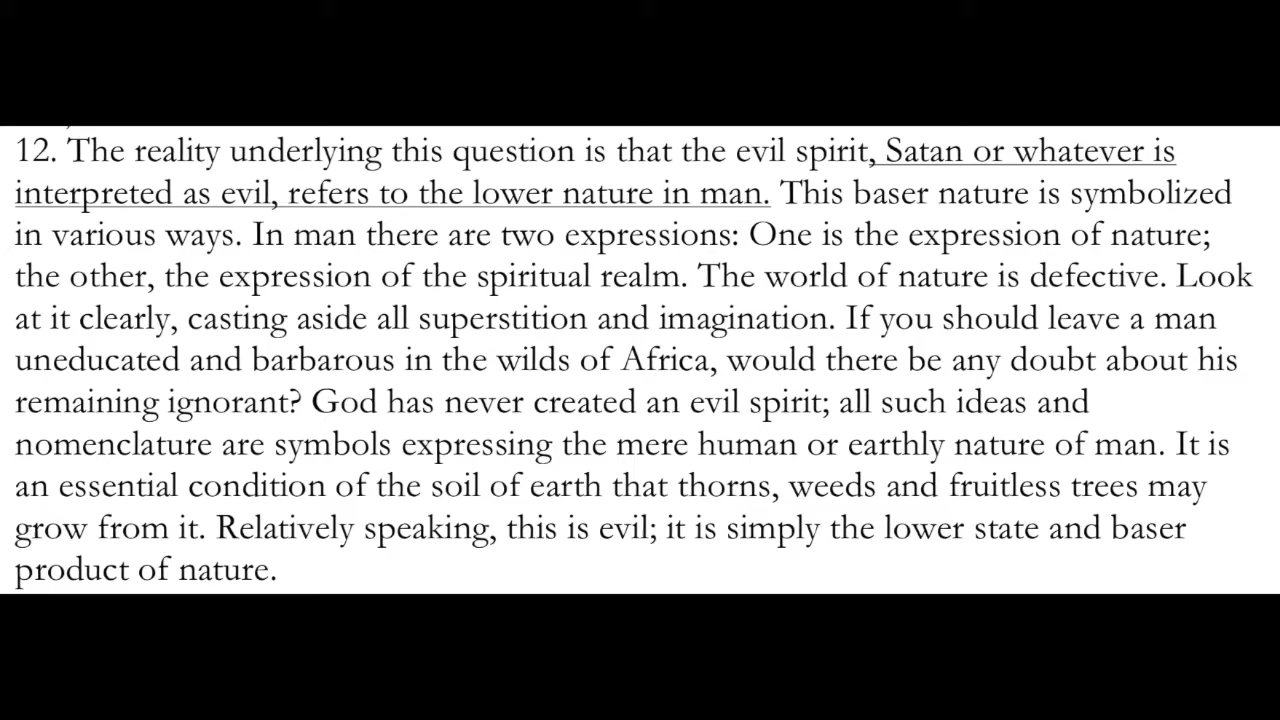 12. The reality underlying this question is that the evil spirit, Satan or whatever is
interpreted as evil, refers to the lower nature in man. This baser nature is symbolized
in various ways. In man there are two expressions: One is the expression of nature;
the other, the expression of the spiritual realm. The world of nature is defective. Look
at it clearly, casting aside all superstition and imagination. If you should leave a man
uneducated and barbarous in the wilds of Africa, would there be any doubt about his
remaining ignorant? God has never created an evil spirit; all such ideas and
nomenclature are symbols expressing the mere human or earthly nature of man. It is
an essential condition of the soil of earth that thorns, weeds and fruitless trees may
grow from it. Relatively speaking, this is evil; it is simply the lower state and baser
product of nature.